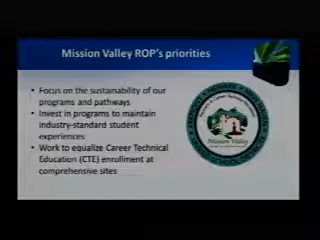 Mission Valley ROP's priorities
• Focus on the sustainability of our
programs and pathways
• Invest in programs to maintain
industry-standard student
experiences
• Work to equalize Career Technical
Education (CTE) enrollment at
comprehensive sites
Mission Valley